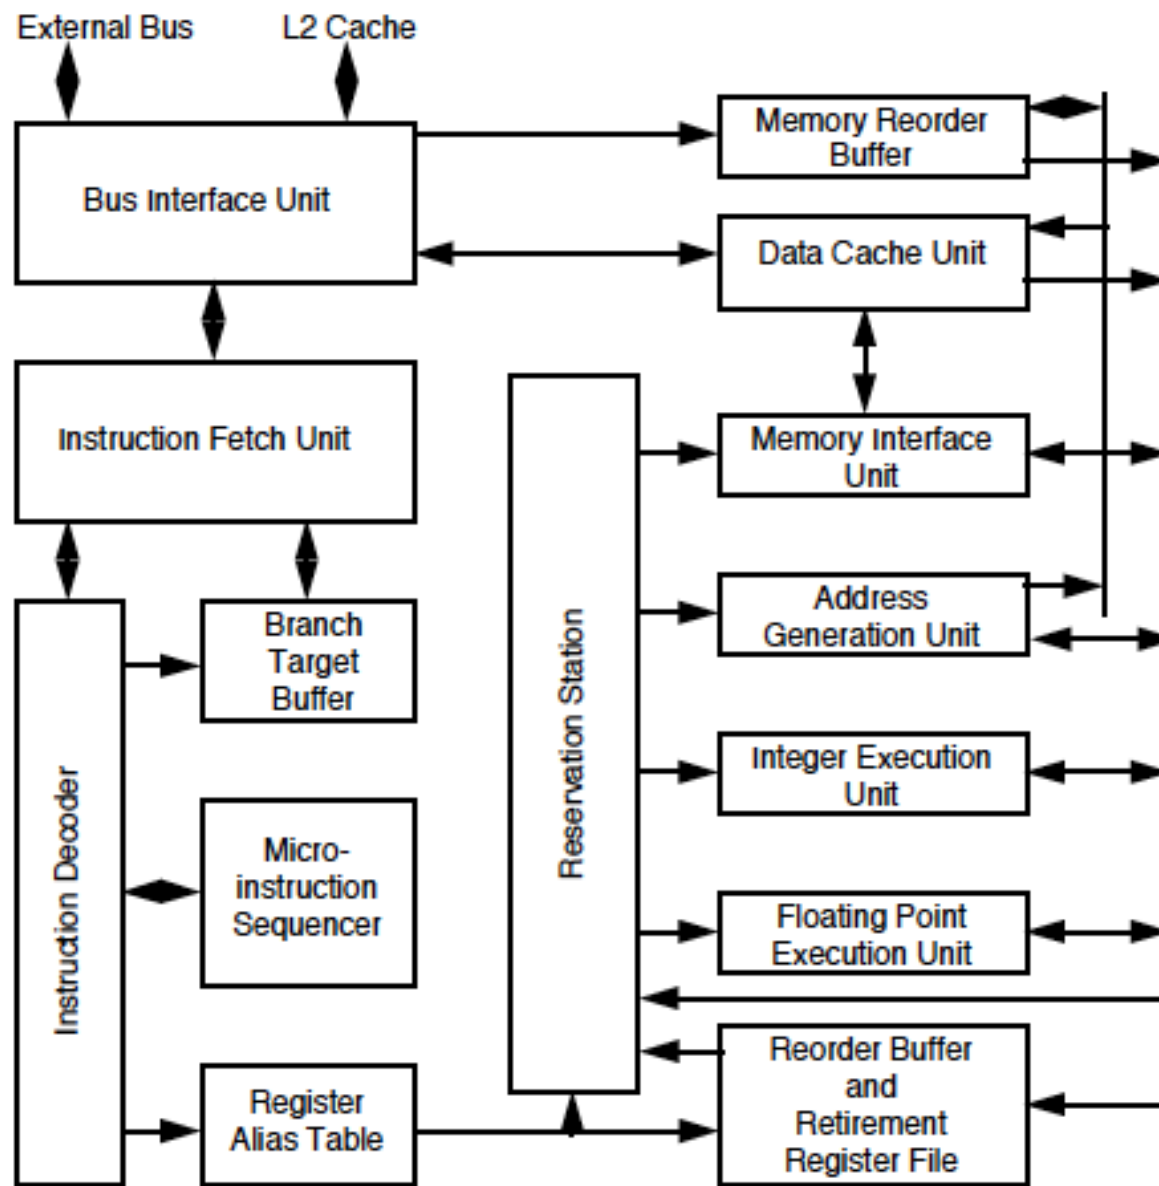 External Bus
L2 Cache
Bus Interface Unit
Memory Reorder
Buffer
Data Cache Unit
Instruction Fetch Unit
Memory Interface
Unit
Branch
Target
Buffer
Address
Generation Unit
Reservation Station
Integer Execution
Unit
Instruction Decoder
Micro-
instruction
Sequencer
Floating Point
Execution Unit
Register
Alias Table
Reorder Buffer
and
Retirement
Register File